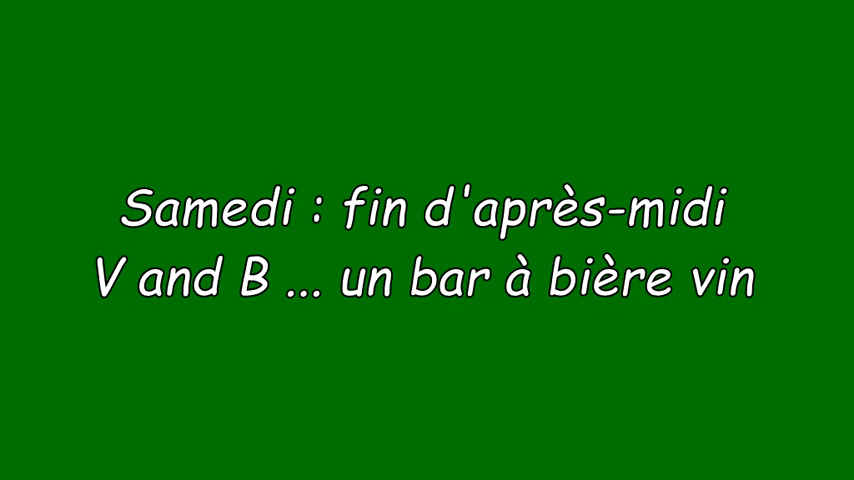 Samedi : fin d'après-midi
V and B ... un bar à bière vin